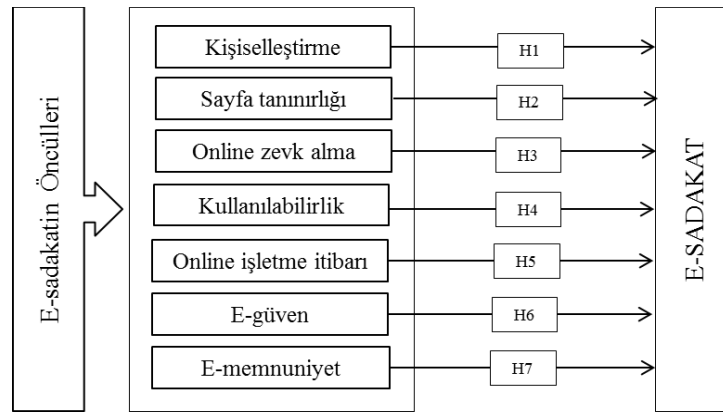 E-sadakatin Öncülleri
Kişiselleştirme
H1
Sayfa tanınırlığı
H2
Online zevk alma
H3
Kullanılabilirlik
H4
Online işletme itibarı
H5
E-güven
H6
E-memnuniyet
H7
E-SADAKAT